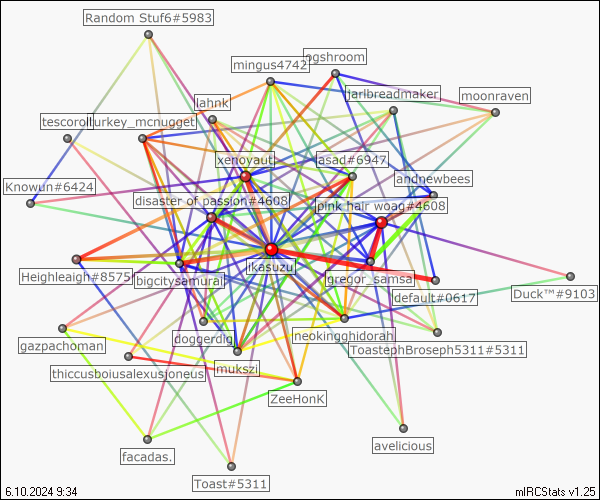 Random Stuf6#5983
ngshroom
mingus4742
jarlbreadmaker
moonraven
lahnk
tescoroll
turkey_mcnugget
xenoyaut
asad#6947
andnewbees
Knowun#6424
disaster of passion#4608
pink hair woag#4608
jikasuzu
Heighleaigh#8575
bigcitysamurai
gregor_samsa
default#0617
Duck™#9103
doggerdig
neokingghidorah
gazpachoman
ToastephBroseph5311#5311
mukszi
thiccusboiusalexusjoneus
ZeeHonK
avelicious
facadas.
Toast#5311
6.10.2024 9:34
mIRCStats v1.25